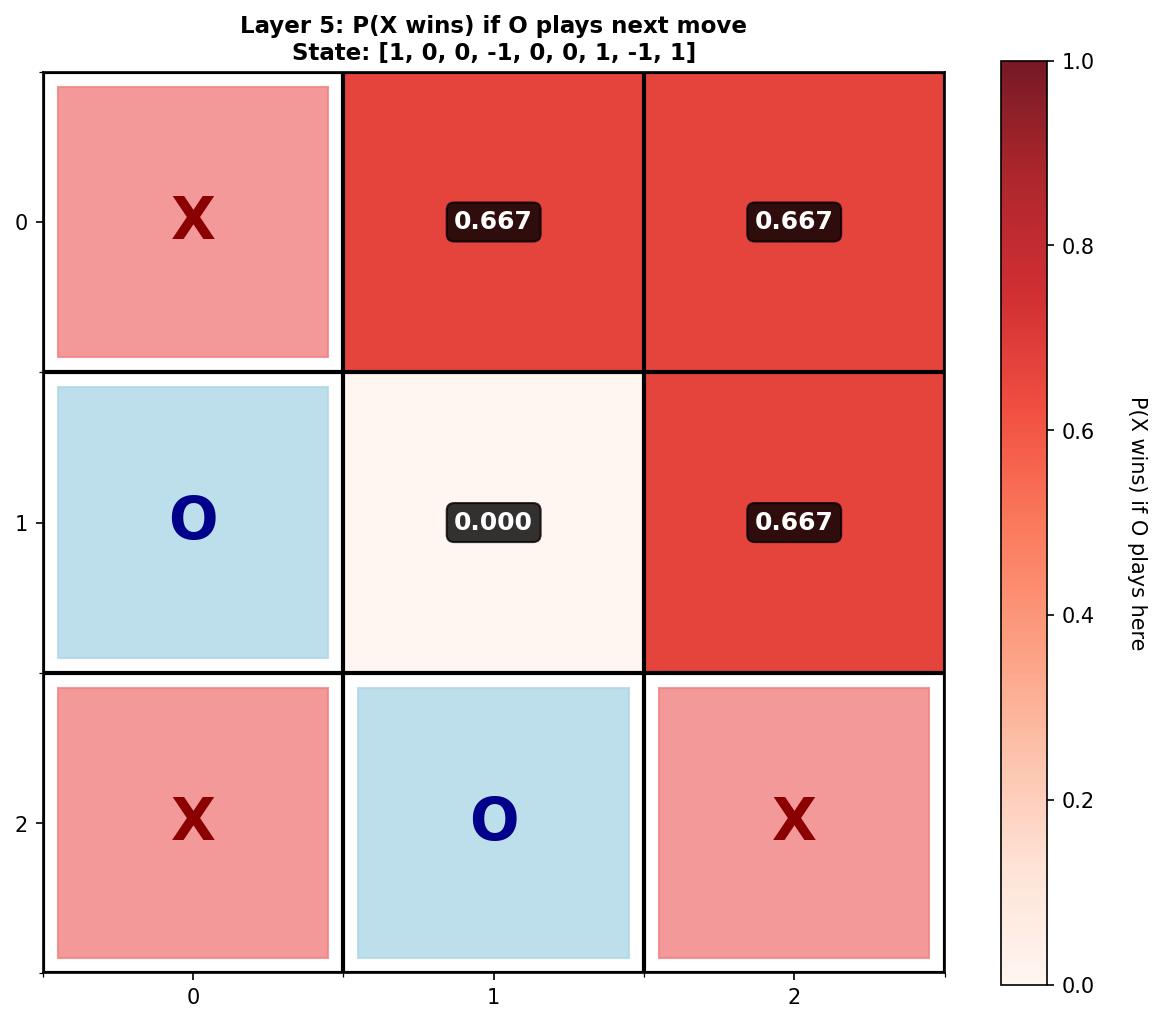 Layer 5: P(X wins) if O plays next move
State: [1, 0, 0, -1, 0, 0, 1, -1, 1]
X
0.667
0.667
O
0.000
0.667
X
O
X
0
1
2
0
1
2
1.0
0.8
0.6
0.4
0.2
0.0
P(X wins) if O plays here